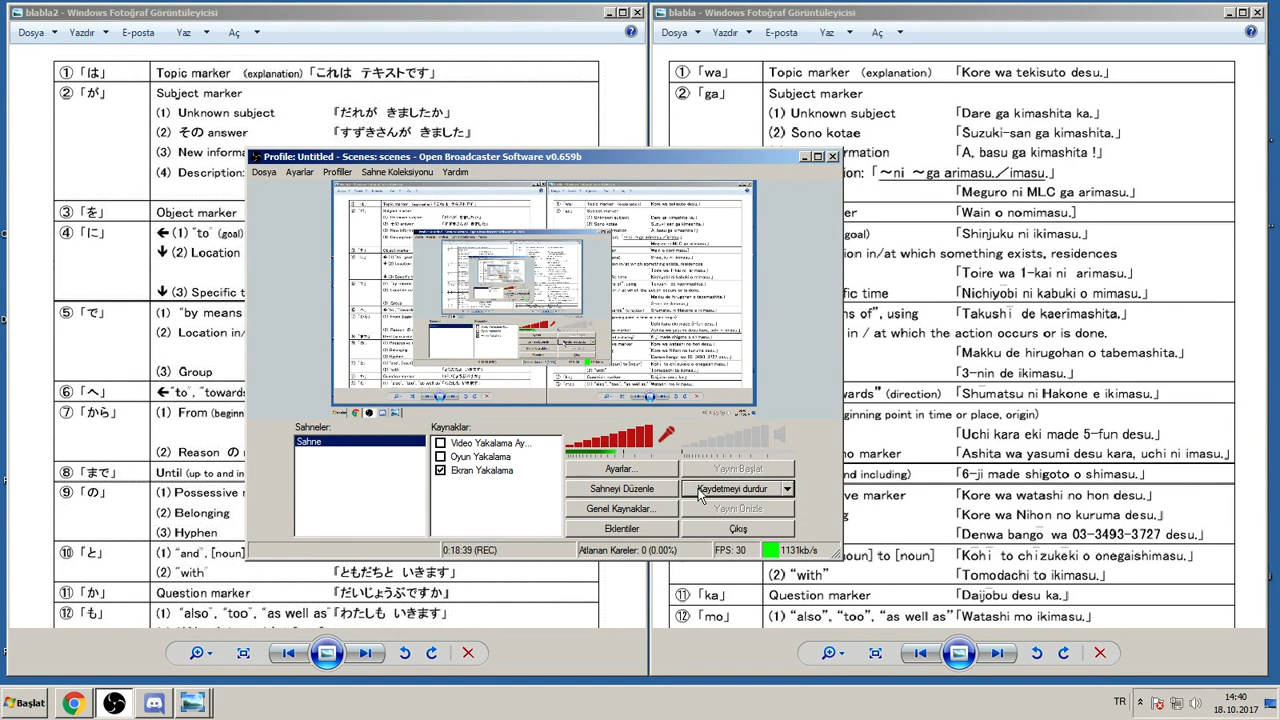 blabla2 - Windows Fotoğraf Görüntüleyicisi
Dosya Yazdır E-posta Yaz Aç
①「は」 Topic marker (explanation)「これは テキストです」
②「が」 Subject marker
(1) Unknown subject 「だれが きましたか」
(2) その answer 「すずきさんが きました」
(3) New informa
(4) Description:
③「を」 Object marker
④「に」 ←(1) "to" (goal)
↓(2) Location
↓(3) Specific t
⑤「で」 (1) "by means
(2) Location in/
(3) Group
⑥「へ」 ←"to", "toward
⑦「から」 (1) From (beginn
(2) Reason の
⑧「まで」 Until (up to and in
⑨「の」 (1) Possessive
(2) Belonging
(3) Hyphen
⑩「と」 (1) "and", [noun]
(2) "with" 「ともだちと いきます」
⑪「か」 Question marker 「だいじょうぶですか」
⑫「も」 (1) "also", "too", "as well as"「わたしも いきます」
blabla - Windows Fotoğraf Görüntüleyicisi
Dosya Yazdır E-posta Yaz Aç
①「wa」 Topic marker (explanation) 「Kore wa tekisuto desu.」
②「ga」 Subject marker
(1) Unknown subject 「Dare ga kimashita ka.」
(2) Sono kotae 「Suzuki-san ga kimashita.」
ormation 「A, basu ga kimashita !」
on: 「～ni ～ga arimasu.／imasu.」
「Meguro ni MLC ga arimasu.」
er 「Wain o nomimasu.]
goal) 「Shinjuku ni ikimasu.」
in/at which something exists, residences
「Toire wa 1-kai ni arimasu.」
ic time 「Nichiyōbi ni kabuki o mimasu.」
ns of", using 「Takushī de kaerimashita.」
in / at which the action occurs or is done.
「Makku de hirugohan o tabemashita.」
「3-nin de ikimasu.」
wards" (direction) 「Shumatsu ni Hakone e ikimasu.」
ginning point in time or place, origin)
「Uchi kara eki made 5-fun desu.」
「Ashita wa yasumi desu kara, ucni ni imasu.」
nd including) 「6-ji made shigoto o shimasu.」
e 「Kore wa watashi no hon desu.」
g 「Kore wa Nihon no kuruma desu.」
「Denwa bango wa 03-3493-3727 desu.」
oun] to [noun] 「Kōhī to chīzukēki o onegaishimasu.」
(2) "with" 「Tomodachi to ikimasu.」
⑪「ka」 Question marker 「Daijōbu desu ka.」
⑫「mo」 (1) "also", "too", "as well as" 「Watashi mo ikimasu.」
Profile: Untitled - Scenes: scenes - Open Broadcaster Software v0.659b
Dosya Ayarlar Profiller Sahne Koleksiyonu Yardım
Sahneler: Kaynaklar:
Sahne
Video Yakalama Ay...
Oyun Yakalama
Ekran Yakalama
Ayarlar... Yayını Başlat
Sahneyi Düzenle Kaydetmeyi durdur
Genel Kaynaklar... Yayını Önizle
Eklentiler Çıkış
0:18:39 (REC) Atlanan Kareler: 0 (0.00%) FPS: 30 1131kb/s
Başlat
TR
14:40
18.10.2017